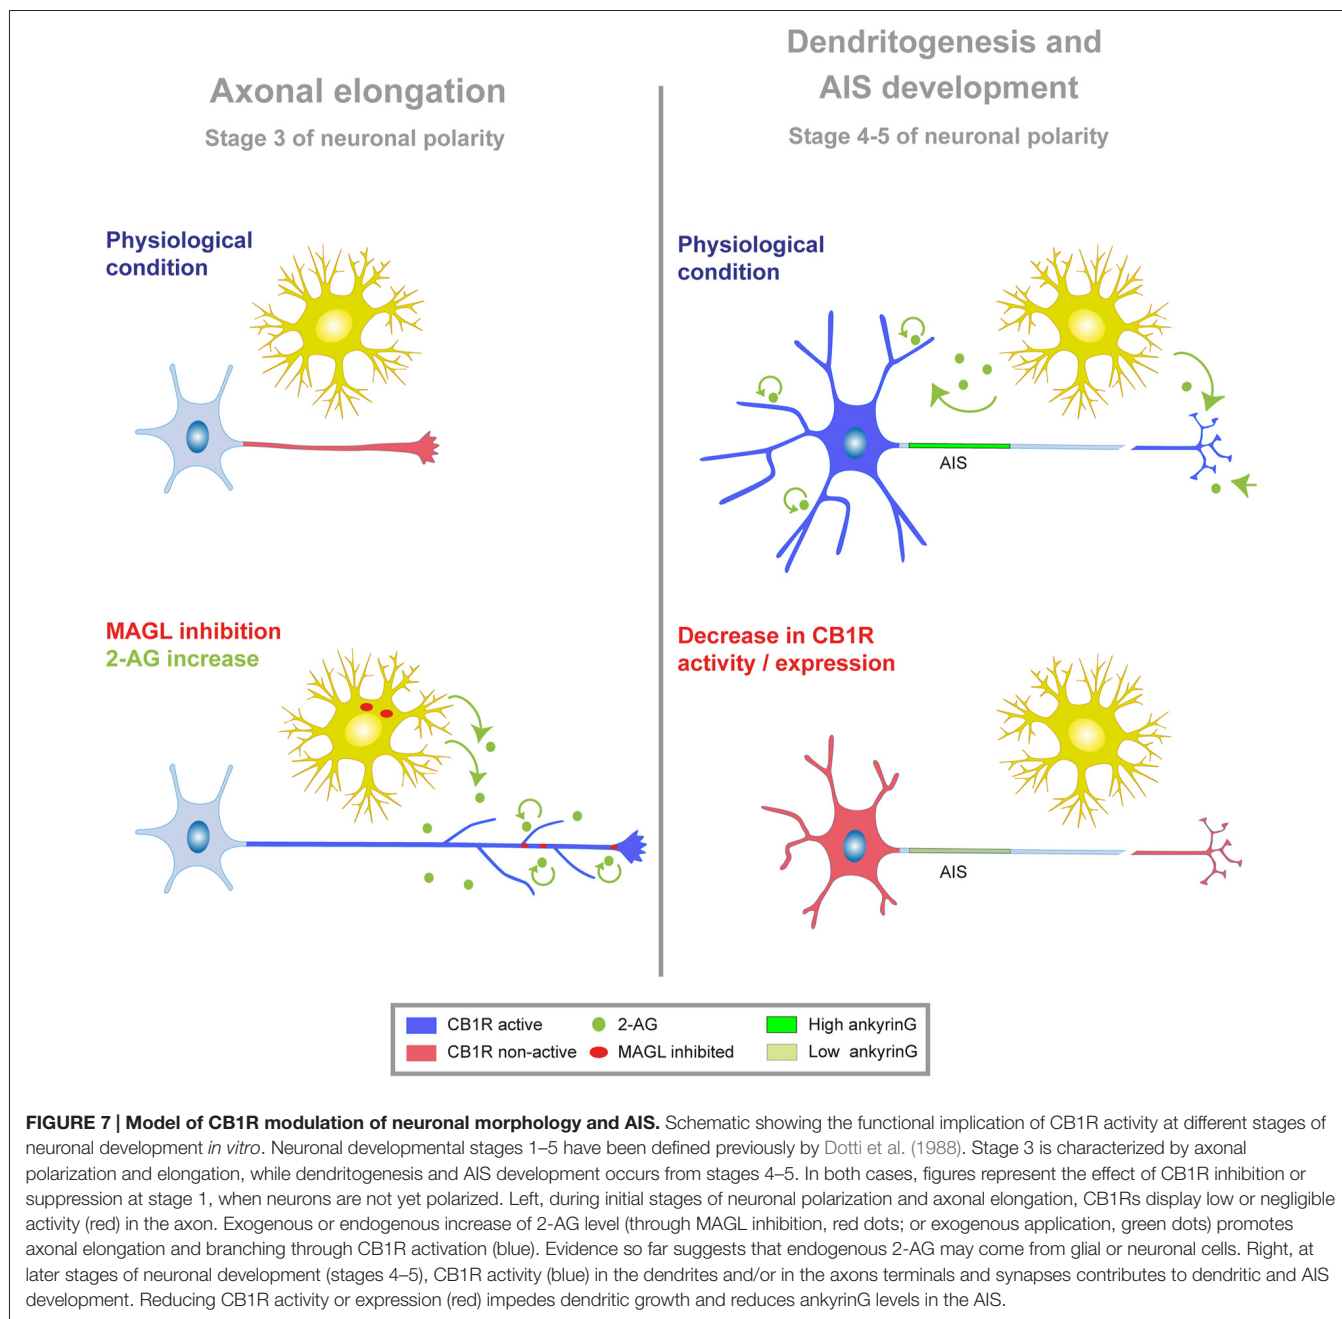 Axonal elongation
Stage 3 of neuronal polarity
Dendritogenesis and
AIS development
Stage 4-5 of neuronal polarity
Physiological
condition
Physiological
condition
AIS
MAGL inhibition
2-AG increase
Decrease in CB1R
activity / expression
AIS
CB1R active
2-AG
High ankyrinG
CB1R non-active
MAGL inhibited
Low ankyrinG
FIGURE 7 | Model of CB1R modulation of neuronal morphology and AIS. Schematic showing the functional implication of CB1R activity at different stages of
neuronal development in vitro. Neuronal developmental stages 1–5 have been defined previously by Dotti et al. (1988). Stage 3 is characterized by axonal
polarization and elongation, while dendritogenesis and AIS development occurs from stages 4–5. In both cases, figures represent the effect of CB1R inhibition or
suppression at stage 1, when neurons are not yet polarized. Left, during initial stages of neuronal polarization and axonal elongation, CB1Rs display low or negligible
activity (red) in the axon. Exogenous or endogenous increase of 2-AG level (through MAGL inhibition, red dots; or exogenous application, green dots) promotes
axonal elongation and branching through CB1R activation (blue). Evidence so far suggests that endogenous 2-AG may come from glial or neuronal cells. Right, at
later stages of neuronal development (stages 4–5), CB1R activity (blue) in the dendrites and/or in the axons terminals and synapses contributes to dendritic and AIS
development. Reducing CB1R activity or expression (red) impedes dendritic growth and reduces ankyrinG levels in the AIS.